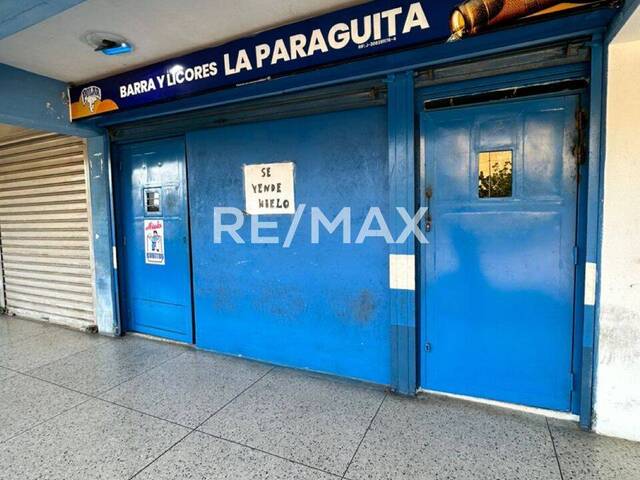 BARRA Y LICORES LA PARAGUITA
SE
VENDE
HIELO
RE/MAX